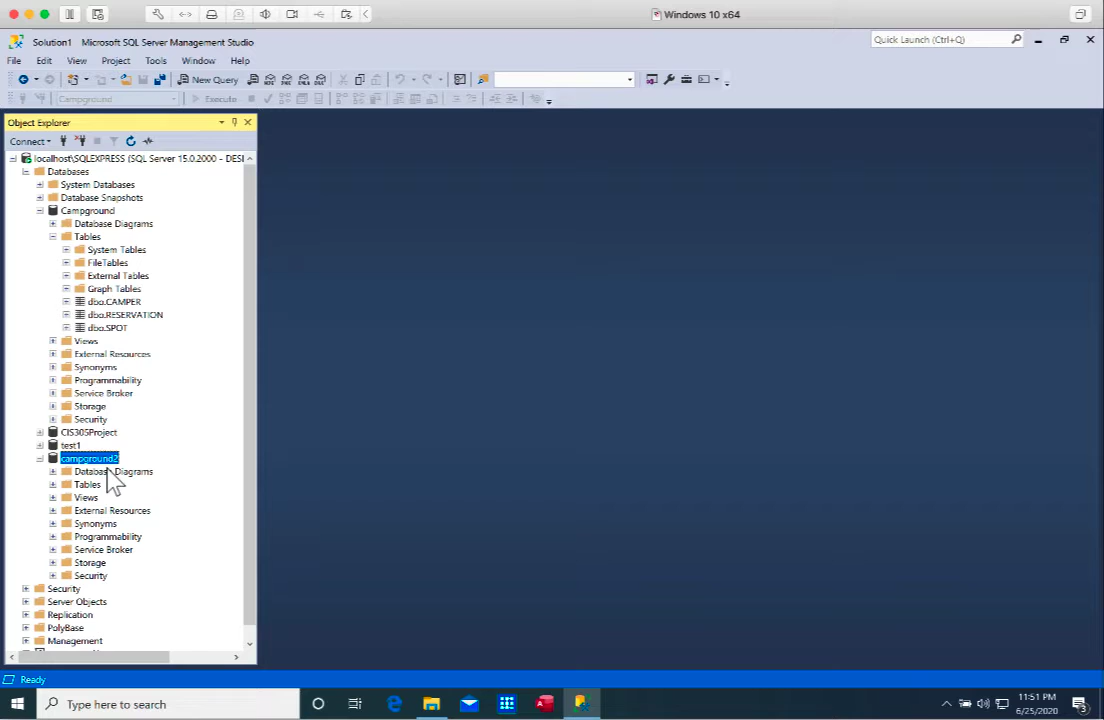 Windows 10 x64
Solution1 Microsoft SQL Server Management Studio
Quick Launch (Ctrl+Q)
File Edit View Project Tools Window Help
New Query
Campground Execute
Object Explorer
Connect
localhost\SQLEXPRESS (SQL Server 15.0.2000 - DESI
Databases
System Databases
Database Snapshots
Campground
Database Diagrams
Tables
System Tables
FileTables
External Tables
Graph Tables
dbo.CAMPER
dbo.RESERVATION
dbo.SPOT
Views
External Resources
Synonyms
Programmability
Service Broker
Storage
Security
CIS305Project
test1
campground2
Database Diagrams
Tables
Views
External Resources
Synonyms
Programmability
Service Broker
Storage
Security
Security
Server Objects
Replication
PolyBase
Management
Ready
Type here to search
11:51 PM
6/25/2020
3